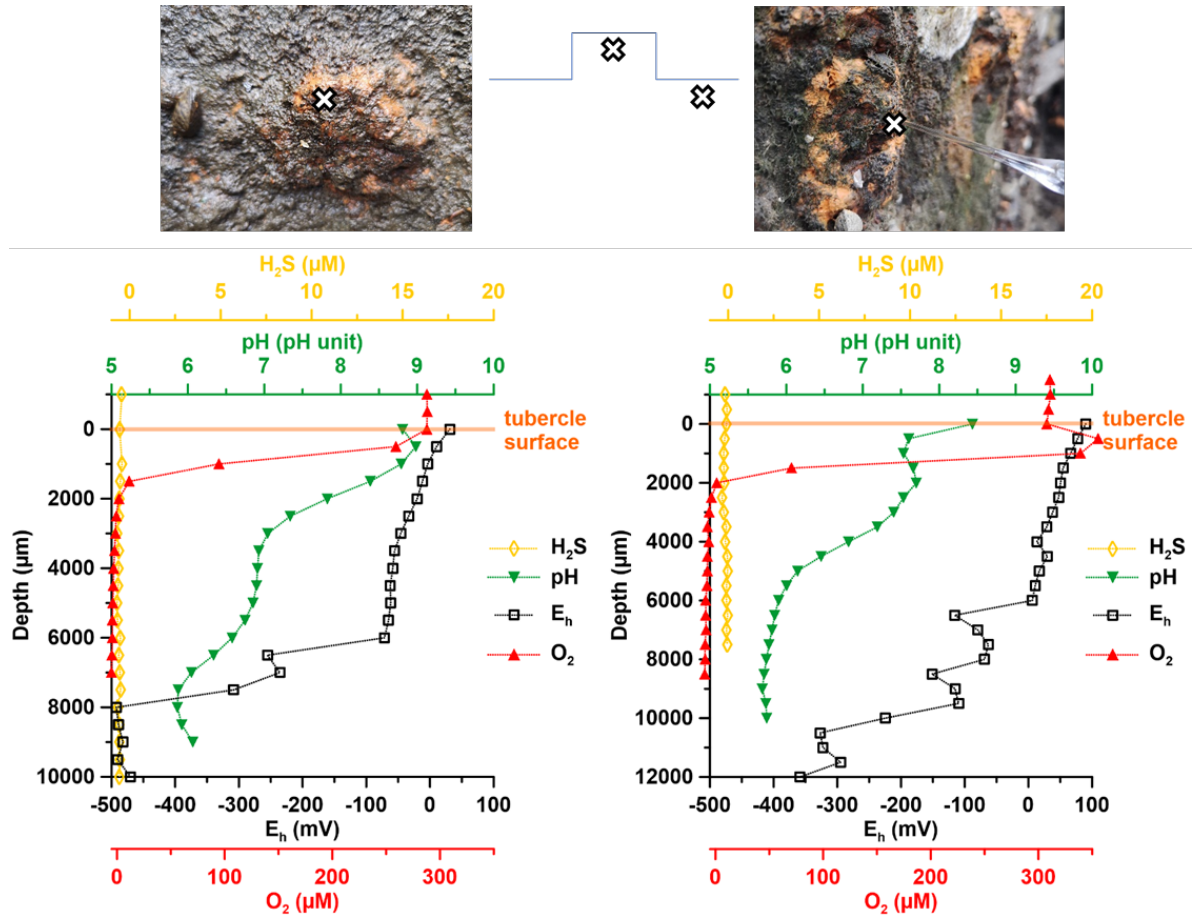 H₂S (µM)
0 5 10 15 20
pH (pH unit)
5 6 7 8 9 10
tubercle
surface
Depth (µm)
0
2000
4000
6000
8000
10000
H₂S
pH
Eₕ
O₂
-500 -400 -300 -200 -100 0 100
Eₕ (mV)
0 100 200 300
O₂ (µM)
H₂S (µM)
0 5 10 15 20
pH (pH unit)
5 6 7 8 9 10
tubercle
surface
Depth (µm)
0
2000
4000
6000
8000
10000
12000
H₂S
pH
Eₕ
O₂
-500 -400 -300 -200 -100 0 100
Eₕ (mV)
0 100 200 300
O₂ (µM)